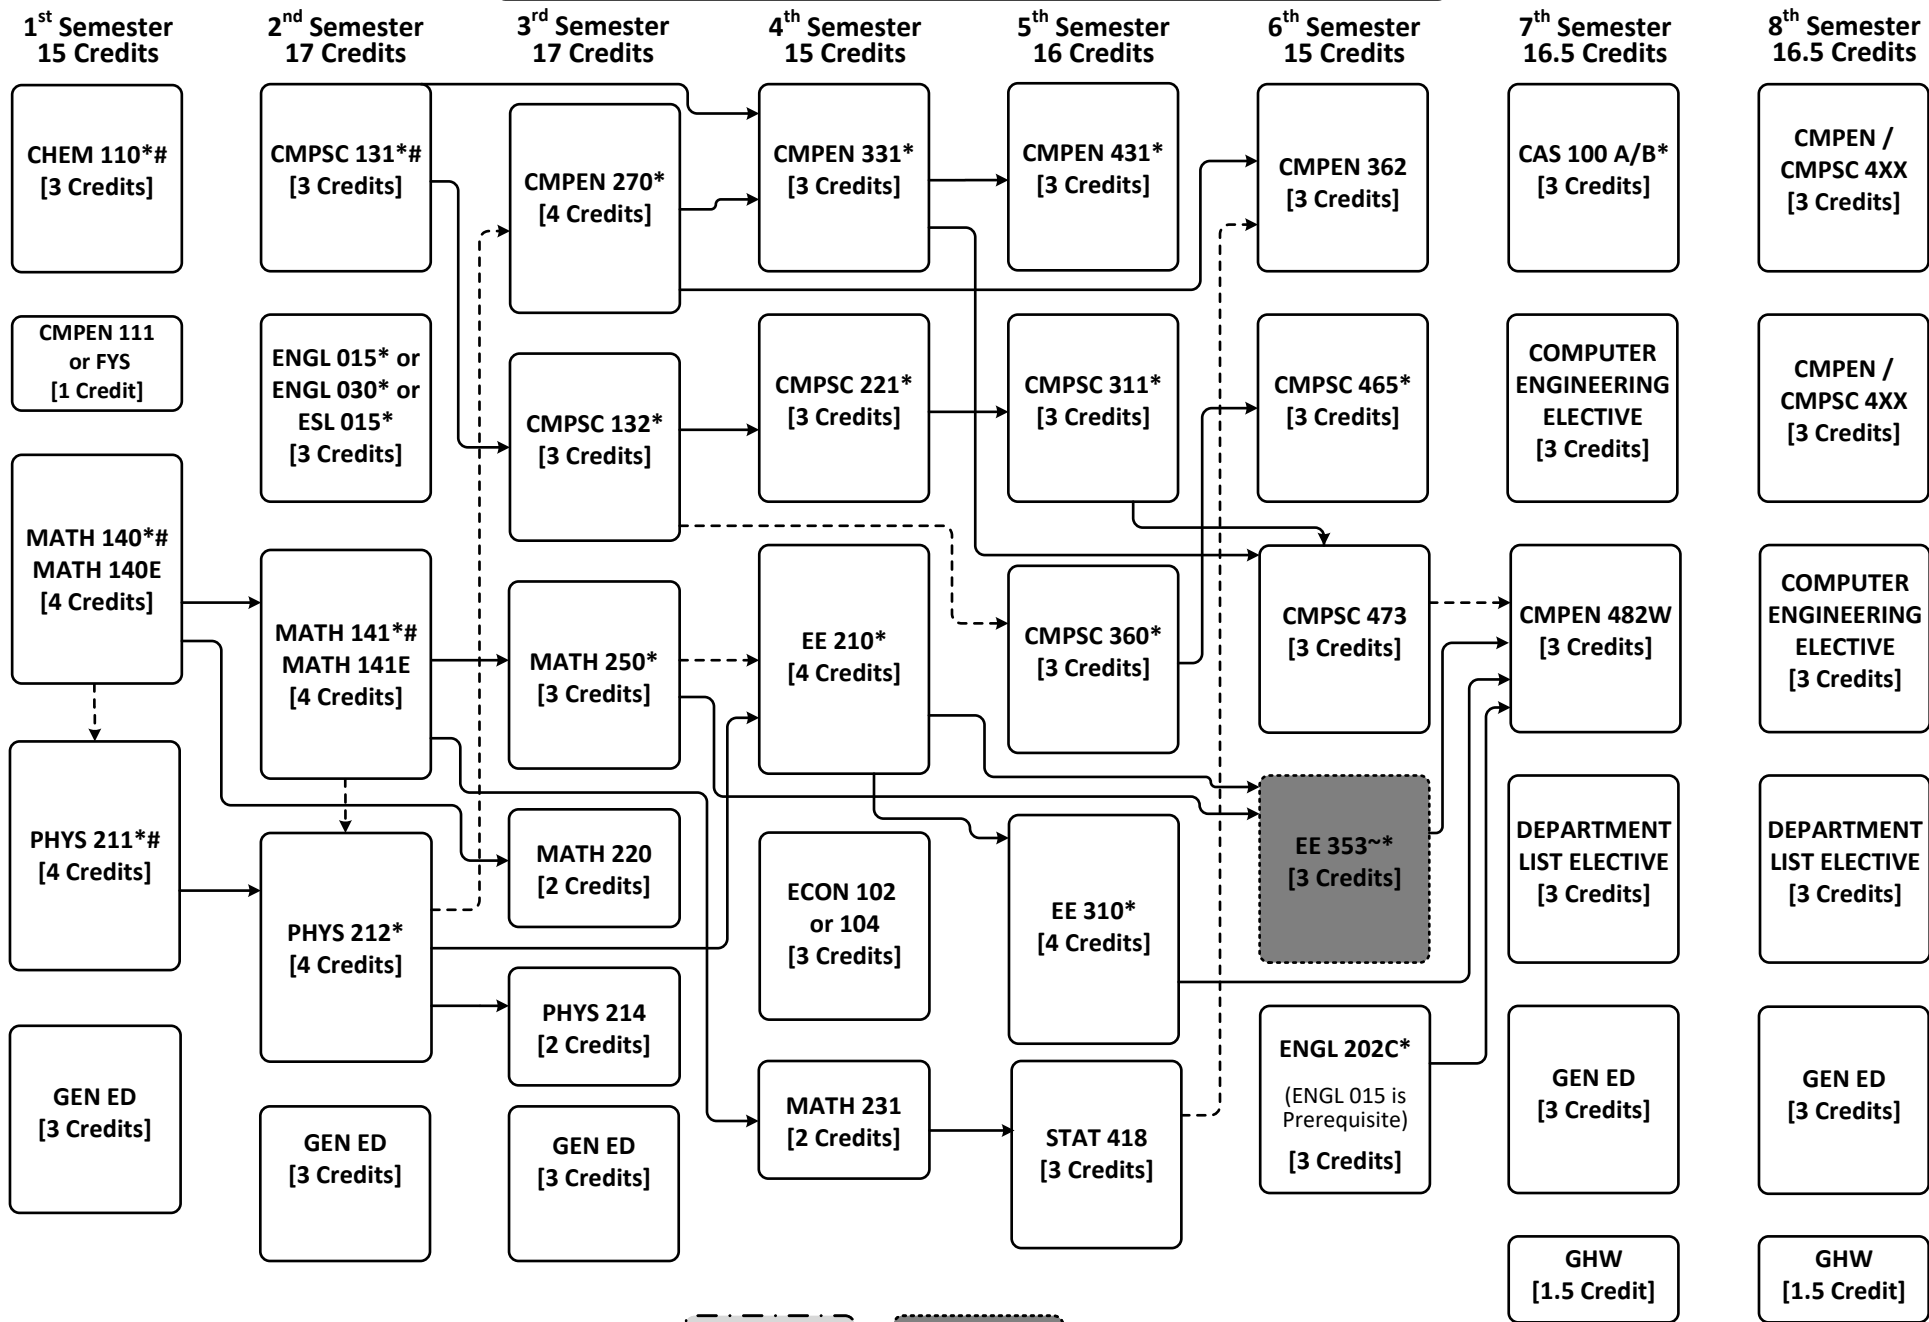 1st Semester
15 Credits
2nd Semester
17 Credits
3rd Semester
17 Credits
4th Semester
15 Credits
5th Semester
16 Credits
6th Semester
15 Credits
7th Semester
16.5 Credits
8th Semester
16.5 Credits
CHEM 110*#
[3 Credits]
CMPEN 111
or FYS
[1 Credit]
MATH 140*#
MATH 140E
[4 Credits]
PHYS 211*#
[4 Credits]
GEN ED
[3 Credits]
CMPSC 131*#
[3 Credits]
ENGL 015* or
ENGL 030* or
ESL 015*
[3 Credits]
MATH 141*#
MATH 141E
[4 Credits]
PHYS 212*
[4 Credits]
GEN ED
[3 Credits]
CMPEN 270*
[4 Credits]
CMPSC 132*
[3 Credits]
MATH 250*
[3 Credits]
MATH 220
[2 Credits]
PHYS 214
[2 Credits]
GEN ED
[3 Credits]
CMPEN 331*
[3 Credits]
CMPSC 221*
[3 Credits]
EE 210*
[4 Credits]
ECON 102
or 104
[3 Credits]
MATH 231
[2 Credits]
CMPEN 431*
[3 Credits]
CMPSC 311*
[3 Credits]
CMPSC 360*
[3 Credits]
EE 310*
[4 Credits]
STAT 418
[3 Credits]
CMPEN 362
[3 Credits]
CMPSC 465*
[3 Credits]
CMPSC 473
[3 Credits]
EE 353~*
[3 Credits]
ENGL 202C*
(ENGL 015 is
Prerequisite)
[3 Credits]
CAS 100 A/B*
[3 Credits]
COMPUTER
ENGINEERING
ELECTIVE
[3 Credits]
CMPEN 482W
[3 Credits]
DEPARTMENT
LIST ELECTIVE
[3 Credits]
GEN ED
[3 Credits]
GHW
[1.5 Credit]
CMPEN /
CMPSC 4XX
[3 Credits]
CMPEN /
CMPSC 4XX
[3 Credits]
COMPUTER
ENGINEERING
ELECTIVE
[3 Credits]
DEPARTMENT
LIST ELECTIVE
[3 Credits]
GEN ED
[3 Credits]
GHW
[1.5 Credit]